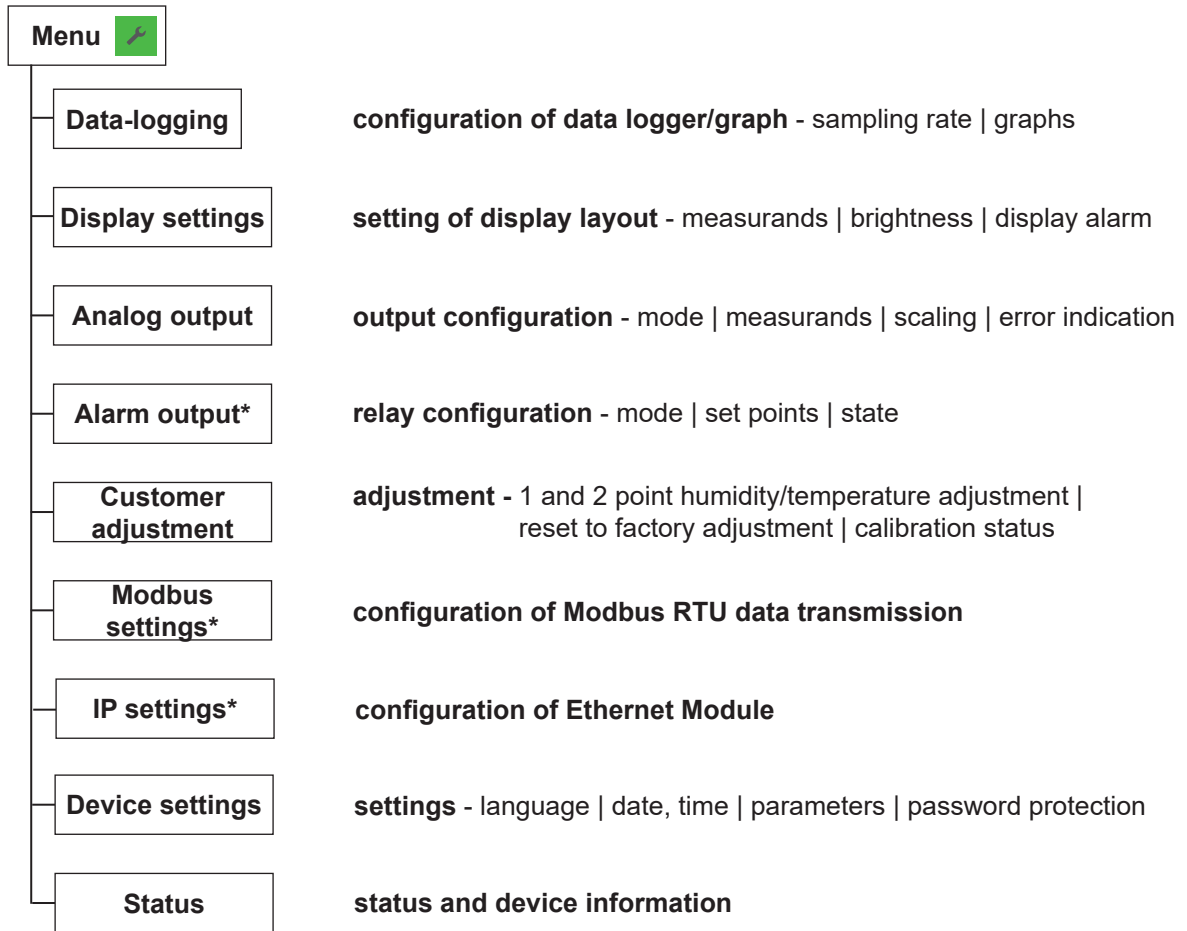 Menu
Data-logging
configuration of data logger/graph - sampling rate | graphs
Display settings
setting of display layout - measurands | brightness | display alarm
Analog output
output configuration - mode | measurands | scaling | error indication
Alarm output*
relay configuration - mode | set points | state
Customer
adjustment
adjustment - 1 and 2 point humidity/temperature adjustment |
reset to factory adjustment | calibration status
Modbus
settings*
configuration of Modbus RTU data transmission
IP settings*
configuration of Ethernet Module
Device settings
settings - language | date, time | parameters | password protection
Status
status and device information